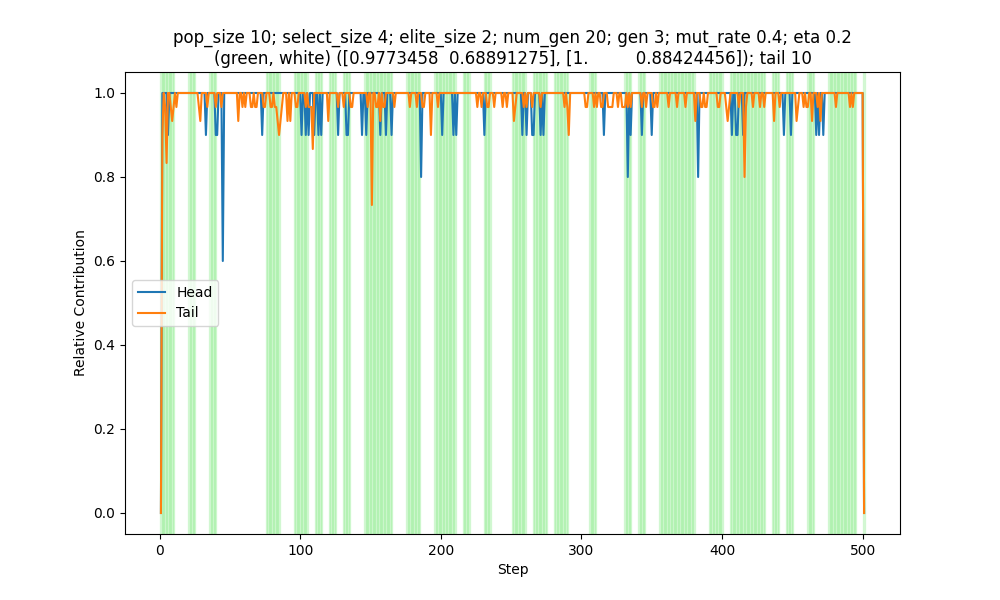 pop_size 10; select_size 4; elite_size 2; num_gen 20; gen 3; mut_rate 0.4; eta 0.2
(green, white) ([0.9773458  0.68891275], [1.         0.88424456]); tail 10
1.0
0.8
0.6
0.4
0.2
0.0
Relative Contribution
Head
Tail
0
100
200
300
400
500
Step